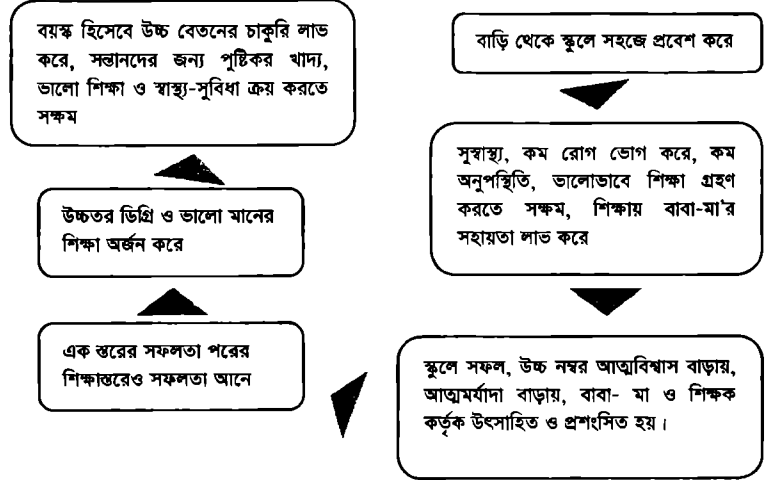 বয়স্ক হিসেবে উচ্চ বেতনের চাকুরি লাভ
করে, সন্তানদের জন্য পুষ্টিকর খাদ্য,
ভালো শিক্ষা ও স্বাস্থ্য-সুবিধা ক্রয় করতে
সক্ষম
উচ্চতর ডিগ্রি ও ভালো মানের
শিক্ষা অর্জন করে
এক স্তরের সফলতা পরের
শিক্ষাস্তরেও সফলতা আনে
বাড়ি থেকে স্কুলে সহজে প্রবেশ করে
সুস্বাস্থ্য, কম রোগ ভোগ করে, কম
অনুপস্থিতি, ভালোভাবে শিক্ষা গ্রহণ
করতে সক্ষম, শিক্ষায় বাবা-মা'র
সহায়তা লাভ করে
স্কুলে সফল, উচ্চ নম্বর আত্মবিশ্বাস বাড়ায়,
আত্মমর্যাদা বাড়ায়, বাবা- মা ও শিক্ষক
কর্তৃক উৎসাহিত ও প্রশংসিত হয়।